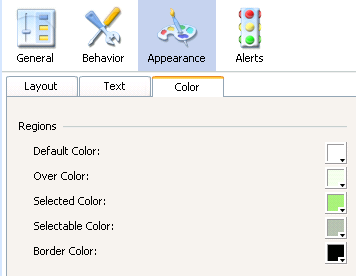 General Behavior Appearance Alerts
Layout Text Color
Regions
Default Color:
Over Color:
Selected Color:
Selectable Color:
Border Color: